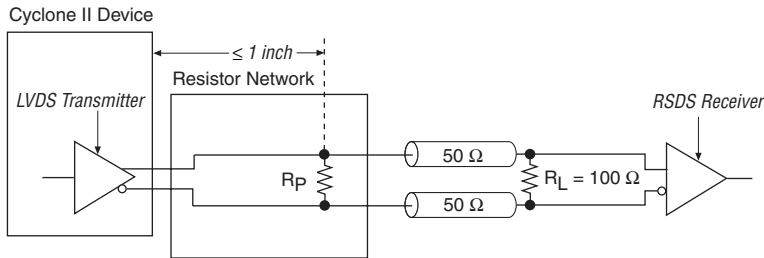 Cyclone II Device
≤ 1 inch
Resistor Network
LVDS Transmitter
RSDS Receiver
50 Ω
RP
RL = 100 Ω
50 Ω